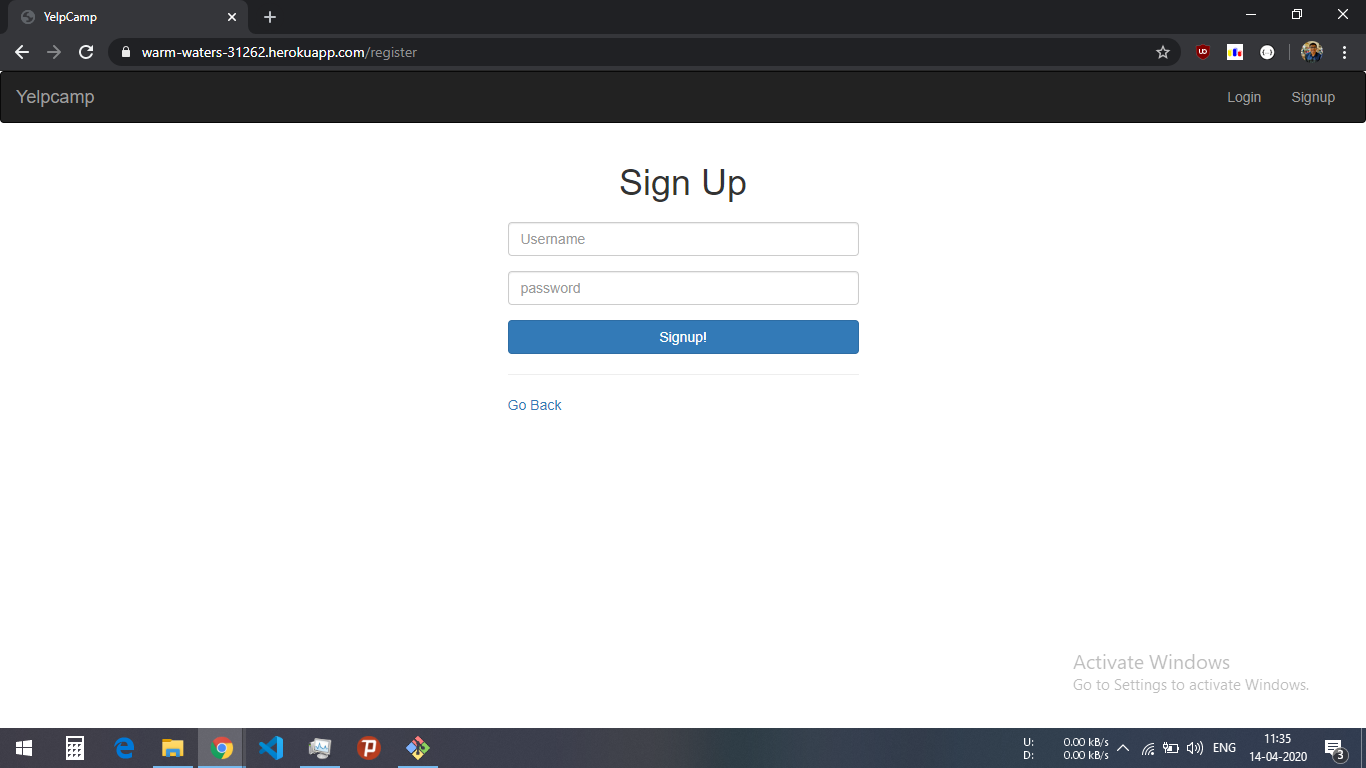 YelpCamp
warm-waters-31262.herokuapp.com/register
UD
Yelpcamp
Login
Signup
Sign Up
Username
password
Signup!
Go Back
Activate Windows
Go to Settings to activate Windows.
U: 0.00 kB/s
D: 0.00 kB/s
ENG
11:35
14-04-2020
3